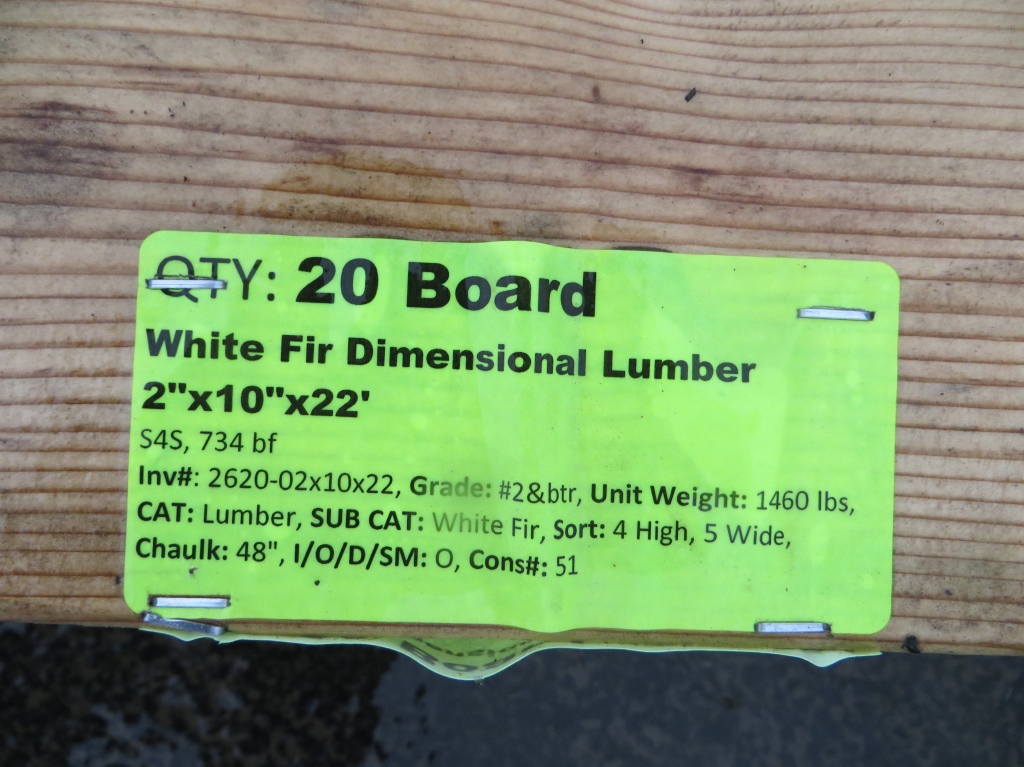 QTY: 20 Board
White Fir Dimensional Lumber
2"x10"x22'
S4S, 734 bf
Inv#: 2620-02x10x22, Grade: #2&btr, Unit Weight: 1460 lbs,
CAT: Lumber, SUB CAT: White Fir, Sort: 4 High, 5 Wide,
Chaulk: 48", I/O/D/SM: O, Cons#: 51